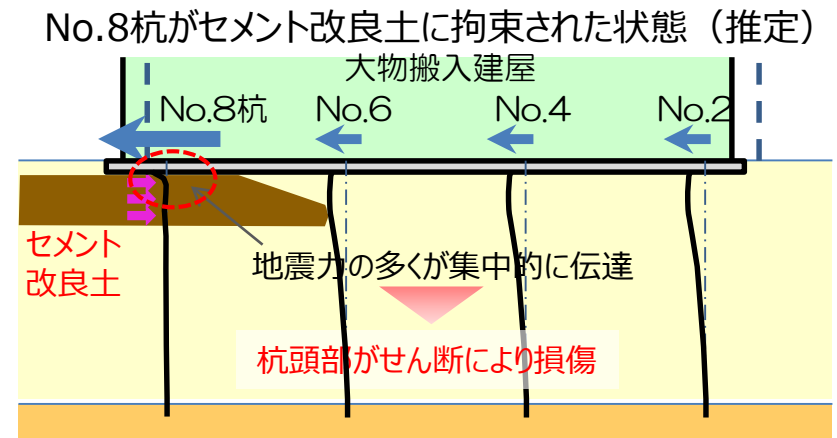 No.8杭がセメント改良土に拘束された状態（推定）
大物搬入建屋
No.8杭
No.6
No.4
No.2
セメント
改良土
地震力の多くが集中的に伝達
杭頭部がせん断により損傷